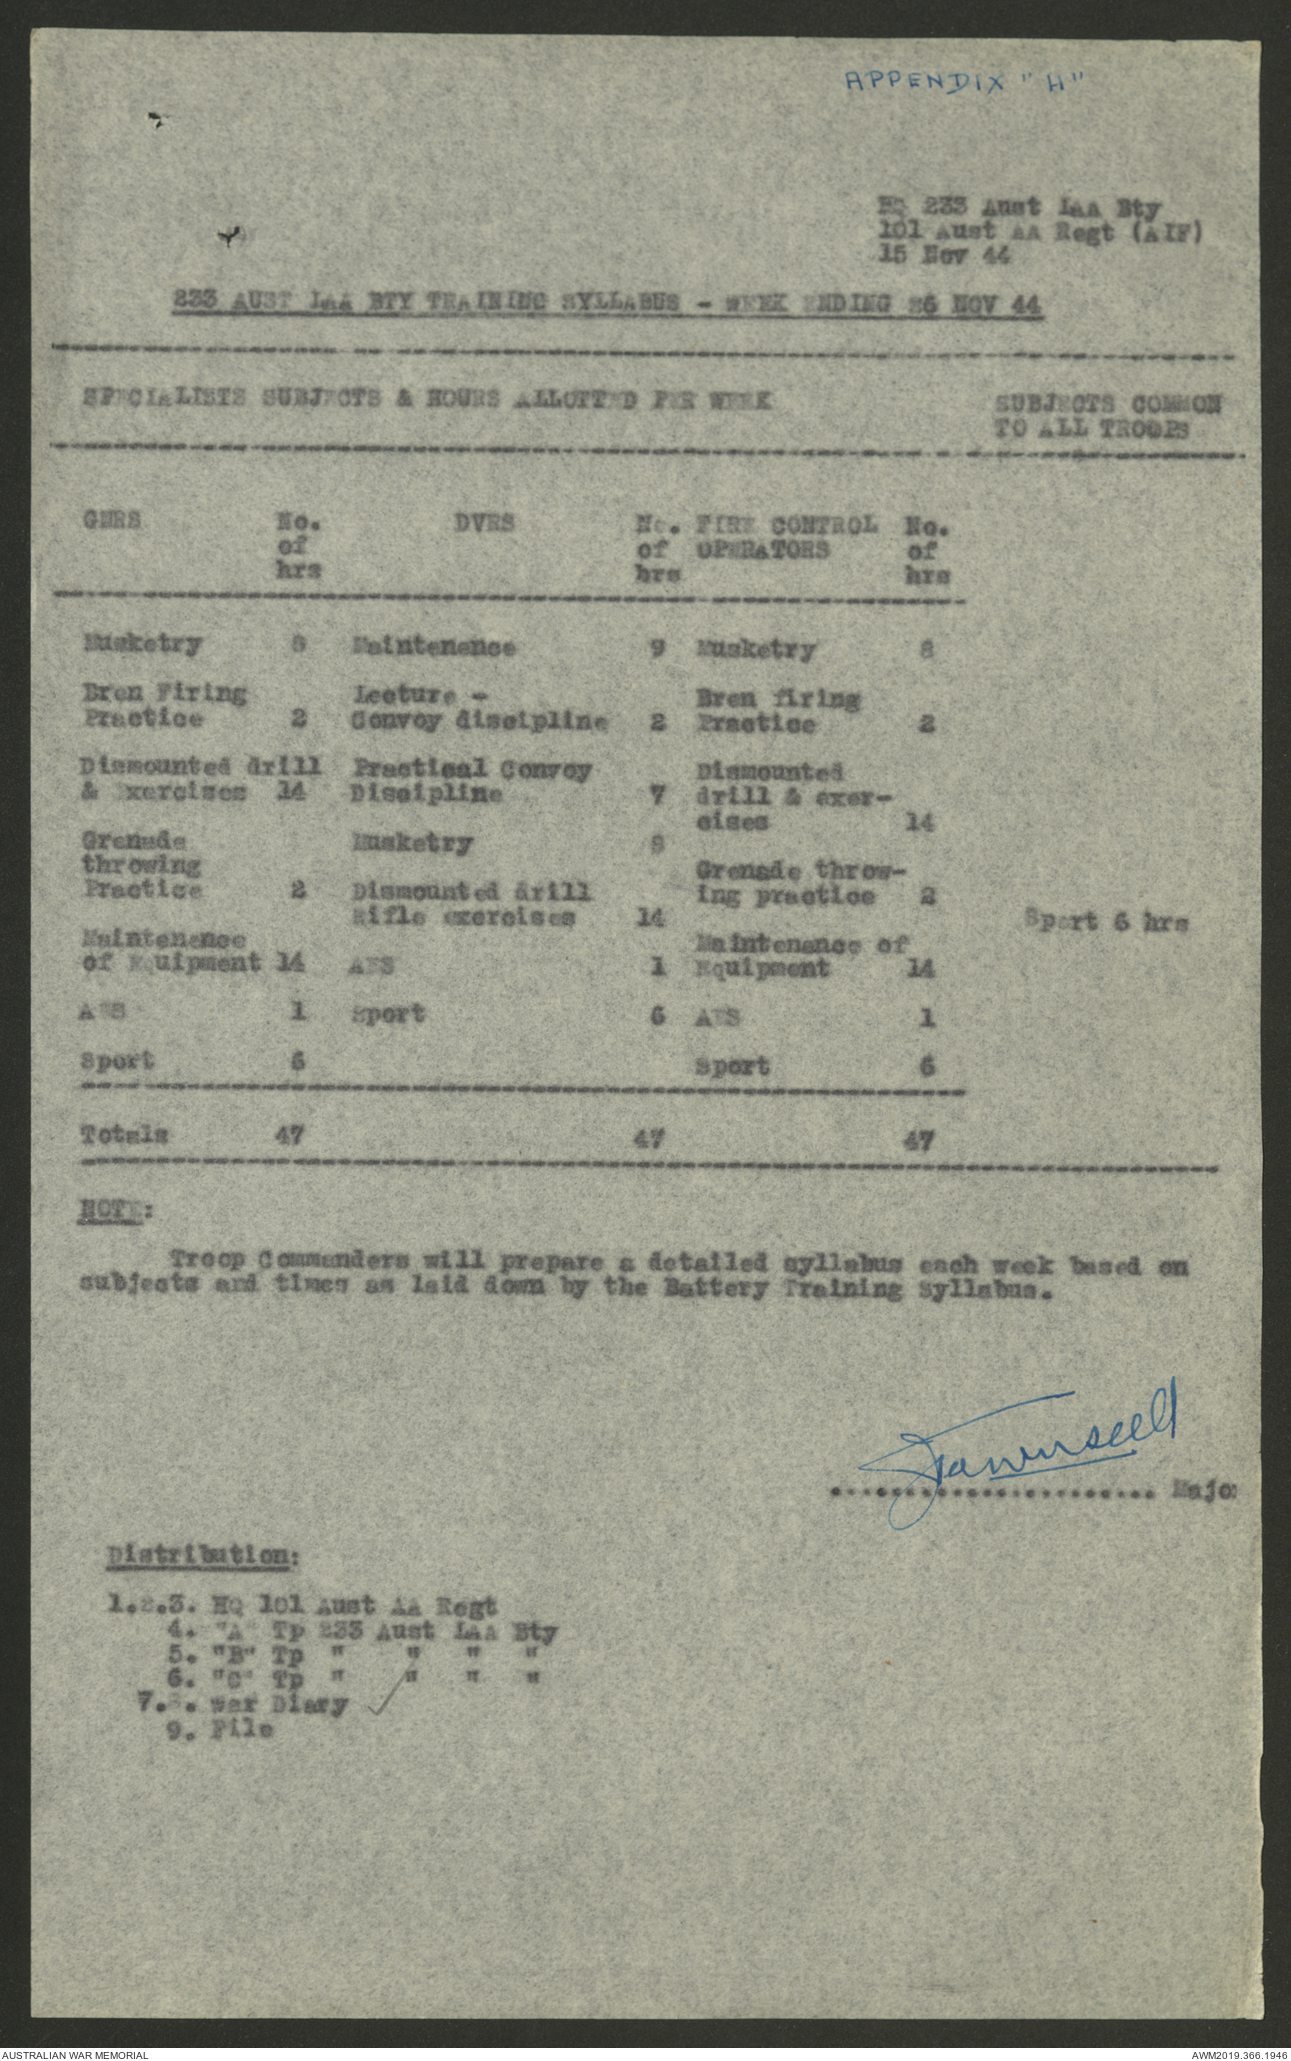 APPENDIX "H"
HQ 233 Aust LAA Bty
101 Aust AA Regt (AIF)
15 Nov 44
233 AUST LAA BTY TRAINING SYLLABUS - WEEK ENDING 26 NOV 44
SPECIALISTS SUBJECTS & HOURS ALLOTTED PER WEEK
SUBJECTS COMMON
TO ALL TROOPS
GNRS No. DVRS No. FIRE CONTROL No.
of of OPERATORS of
hrs hrs hrs
Musketry 8 Maintenance 9 Musketry 8
Bren Firing Lecture - Bren firing
Practice 2 Convoy discipline 2 Practice 2
Dismounted drill Practical Convoy Dismounted
& Exercises 14 Discipline 7 drill & exer-
cises 14
Grenade Musketry 8
throwing Grenade throw-
Practice 2 Dismounted drill ing practice 2
Rifle exercises 14 Sport 6 hrs
Maintenance Maintenance of
of Equipment 14 AES 1 Equipment 14
AES 1 Sport 6 AES 1
Sport 6 Sport 6
Totals 47 47 47
NOTE:
Troop Commanders will prepare a detailed syllabus each week based on
subjects and times as laid down by the Battery Training Syllabus.
Major
Distribution:
1.2.3. HQ 101 Aust AA Regt
4. "A" Tp 233 Aust LAA Bty
5. "B" Tp " " " "
6. "C" Tp " " " "
7.8. War Diary
9. File
AUSTRALIAN WAR MEMORIAL
AWM2019.366.1946